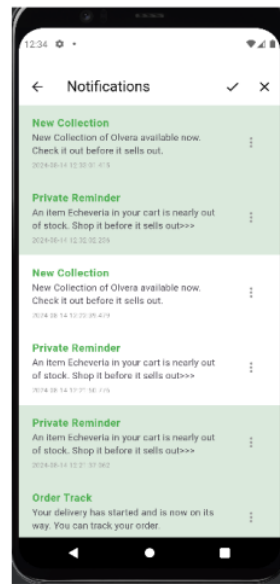 12:34
Notifications
New Collection
New Collection of Olvera available now.
Check it out before it sells out.
Private Reminder
An item Echeveria in your cart is nearly out
of stock. Shop it before it sells out>>>
New Collection
New Collection of Olvera available now.
Check it out before it sells out.
Private Reminder
An item Echeveria in your cart is nearly out
of stock. Shop it before it sells out>>>
Private Reminder
An item Echeveria in your cart is nearly out
of stock. Shop it before it sells out>>>
Order Track
Your delivery has started and is now on its
way. You can track your order.